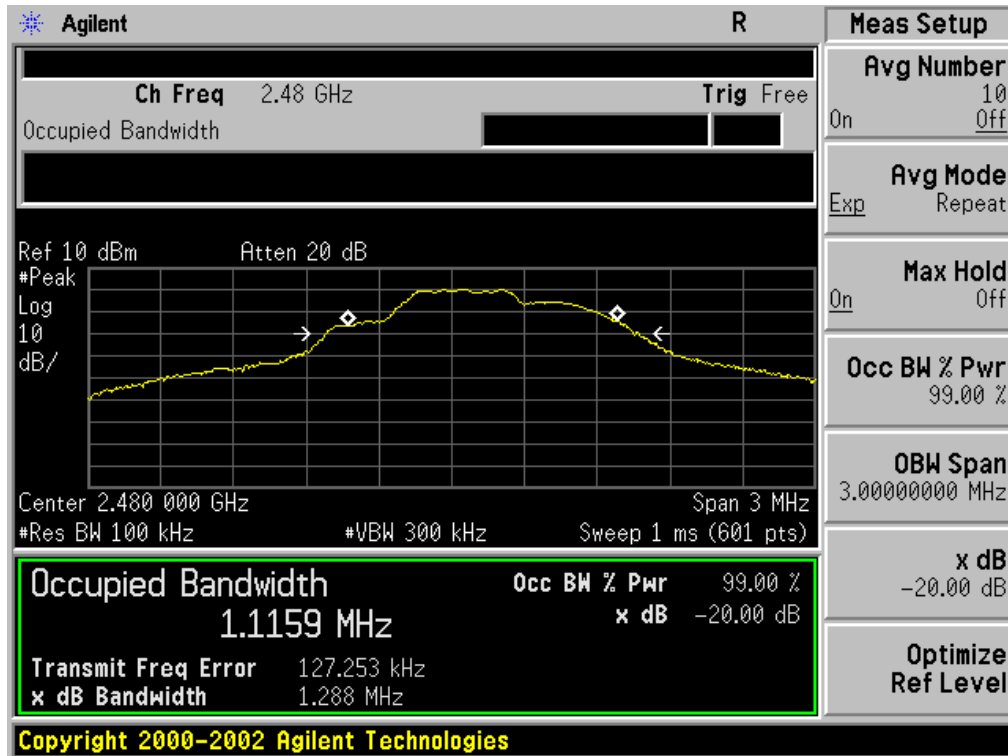 Agilent R Meas Setup
Ch Freq 2.48 GHz Trig Free
Occupied Bandwidth
Ref 10 dBm Atten 20 dB
#Peak
Log
10
dB/
Center 2.480 000 GHz Span 3 MHz
#Res BW 100 kHz #VBW 300 kHz Sweep 1 ms (601 pts)
Occupied Bandwidth Occ BW % Pwr 99.00 %
1.1159 MHz x dB -20.00 dB
Transmit Freq Error 127.253 kHz
x dB Bandwidth 1.288 MHz
Copyright 2000-2002 Agilent Technologies
Avg Number
10
On Off
Avg Mode
Exp Repeat
Max Hold
On Off
Occ BW % Pwr
99.00 %
OBW Span
3.00000000 MHz
x dB
-20.00 dB
Optimize
Ref Level